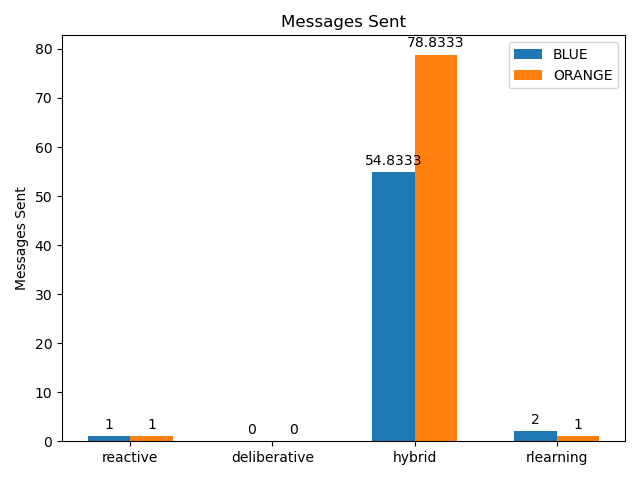 Messages Sent
Messages Sent
80
70
60
50
40
30
20
10
0
1
1
0
0
54.8333
78.8333
2
1
reactive
deliberative
hybrid
rlearning
BLUE
ORANGE